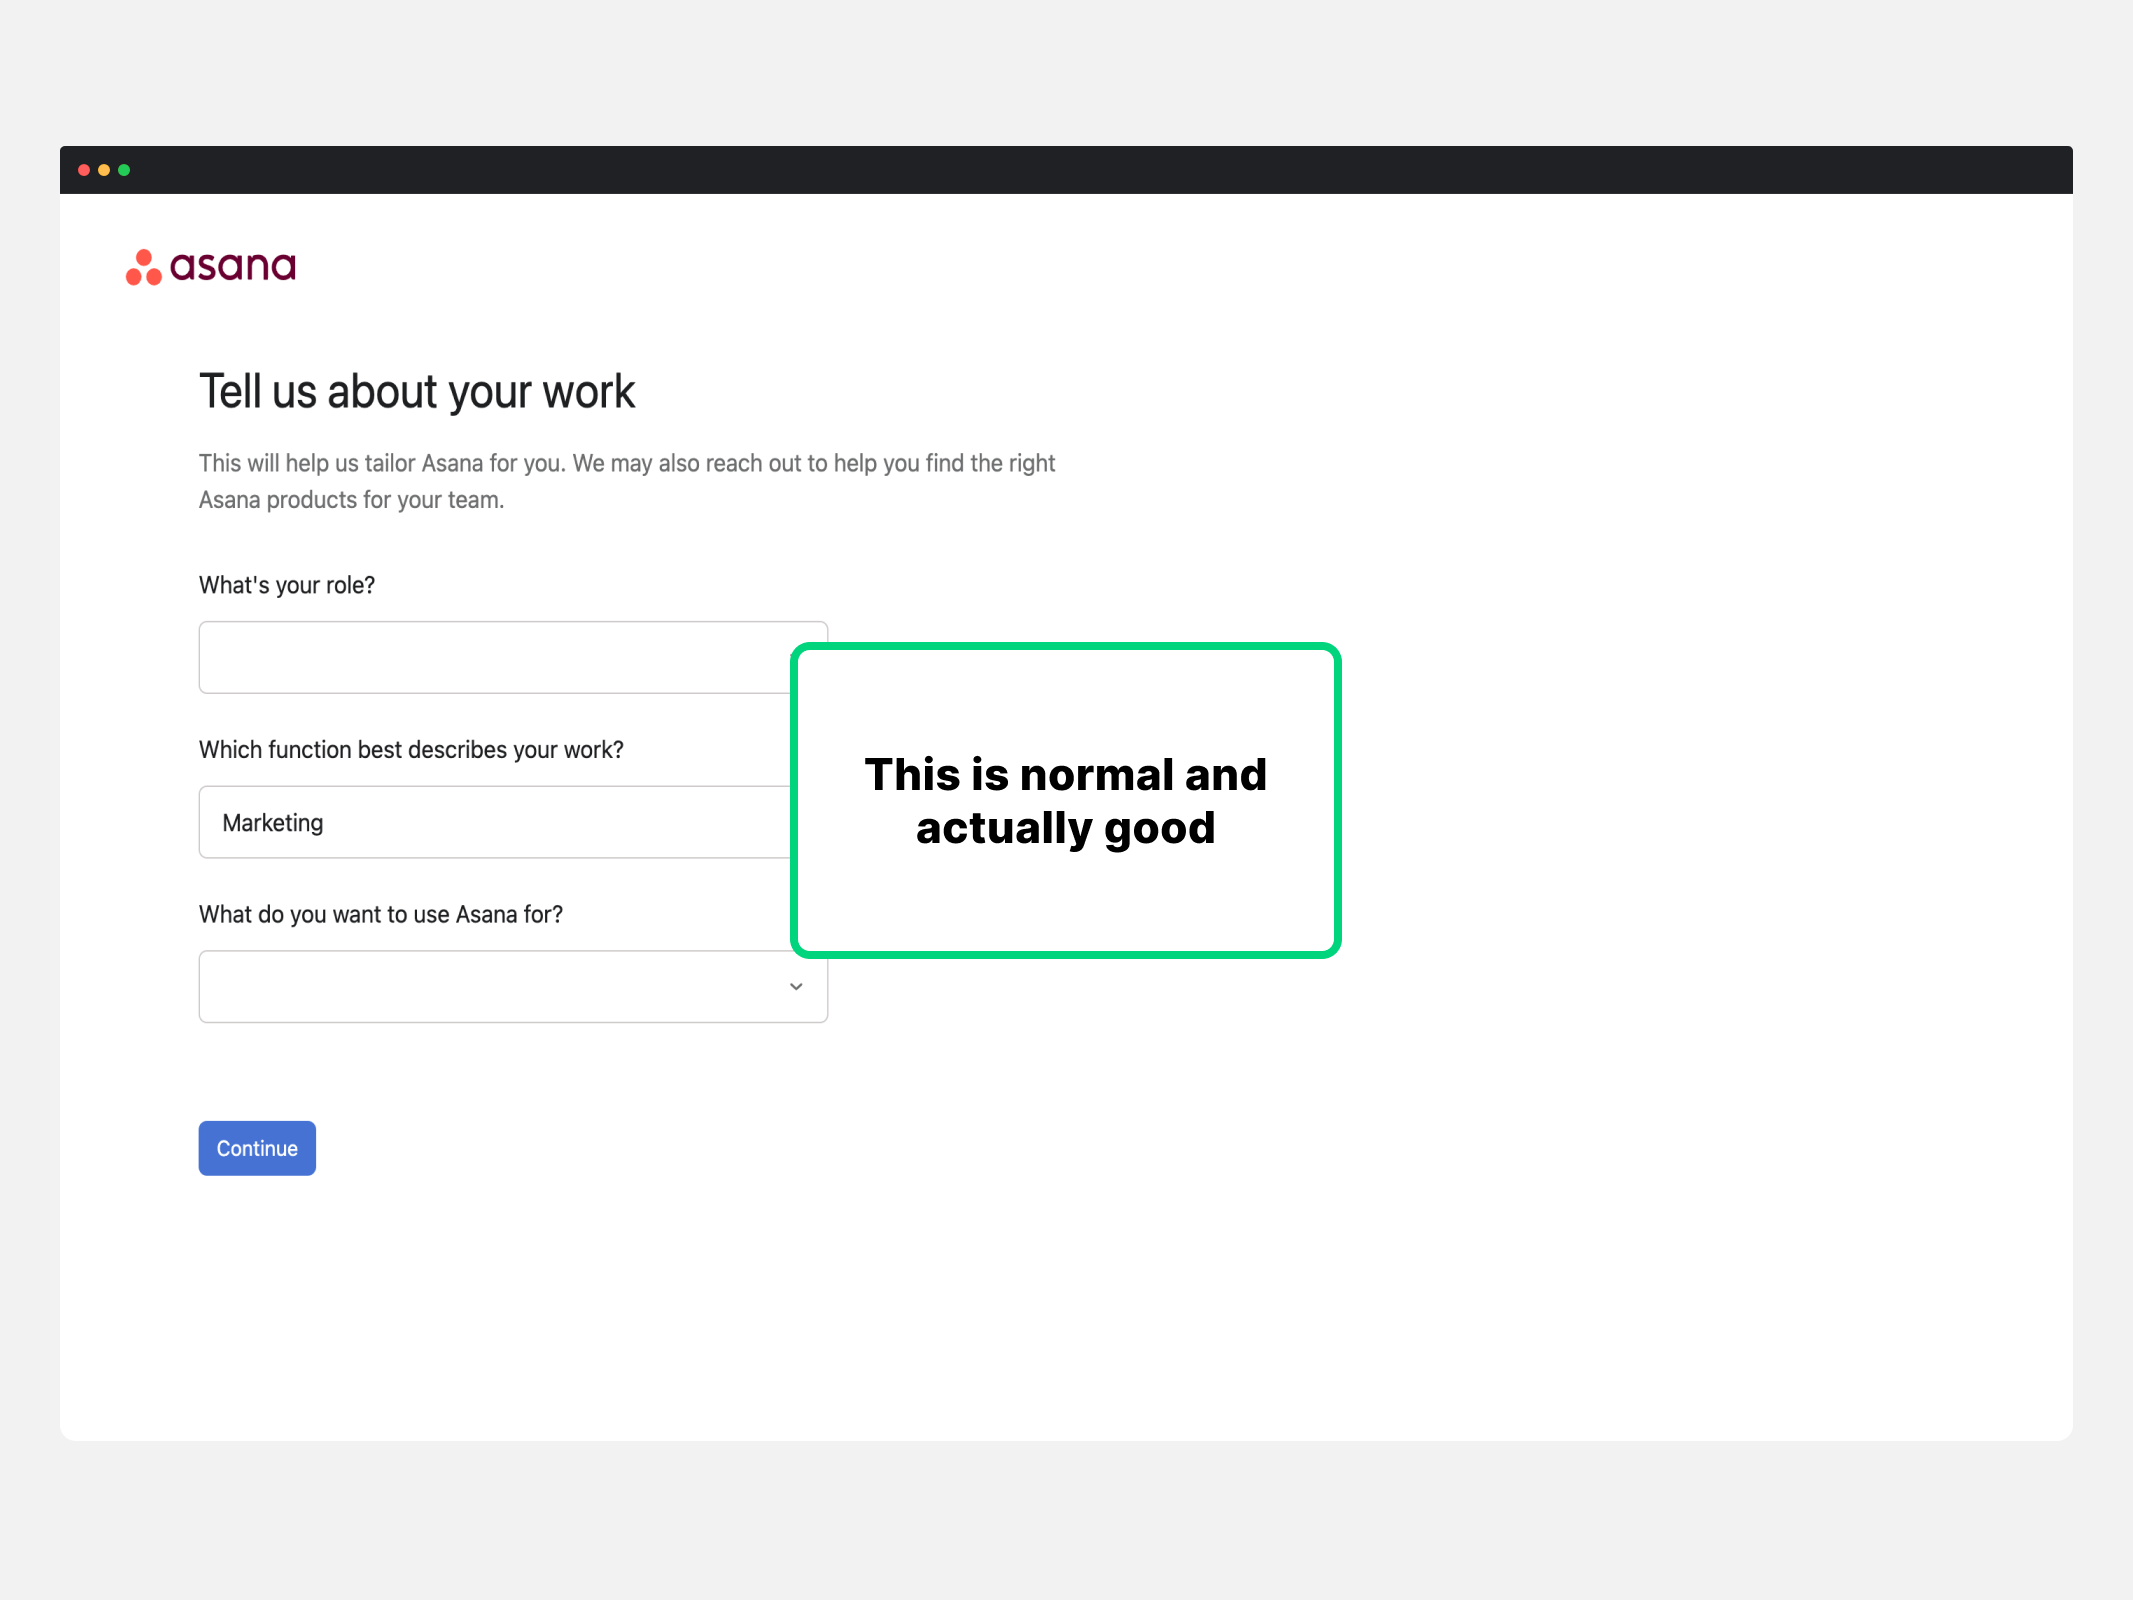 asana
Tell us about your work
This will help us tailor Asana for you. We may also reach out to help you find the right
Asana products for your team.
What's your role?
Which function best describes your work?
Marketing
What do you want to use Asana for?
Continue
This is normal and
actually good